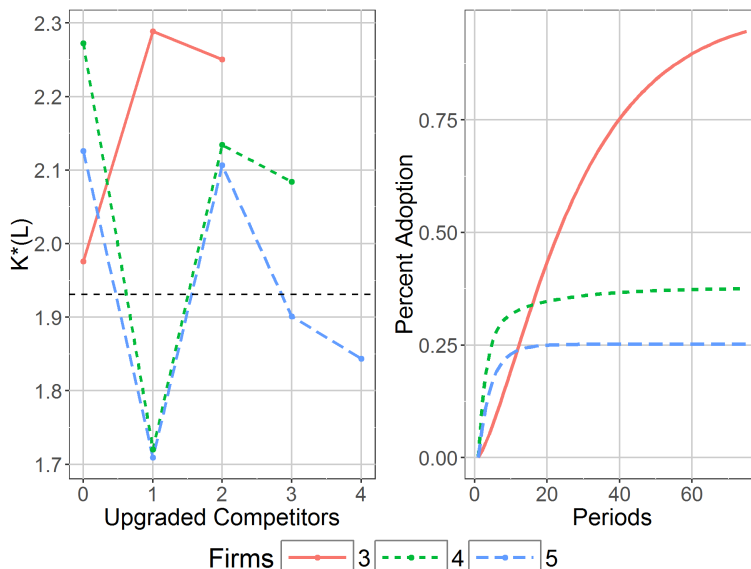 2.3
2.2
2.1
2.0
1.9
1.8
1.7
K*(L)
0 1 2 3 4
Upgraded Competitors
0.75
0.50
0.25
0.00
Percent Adoption
0 20 40 60
Periods
Firms 3 4 5